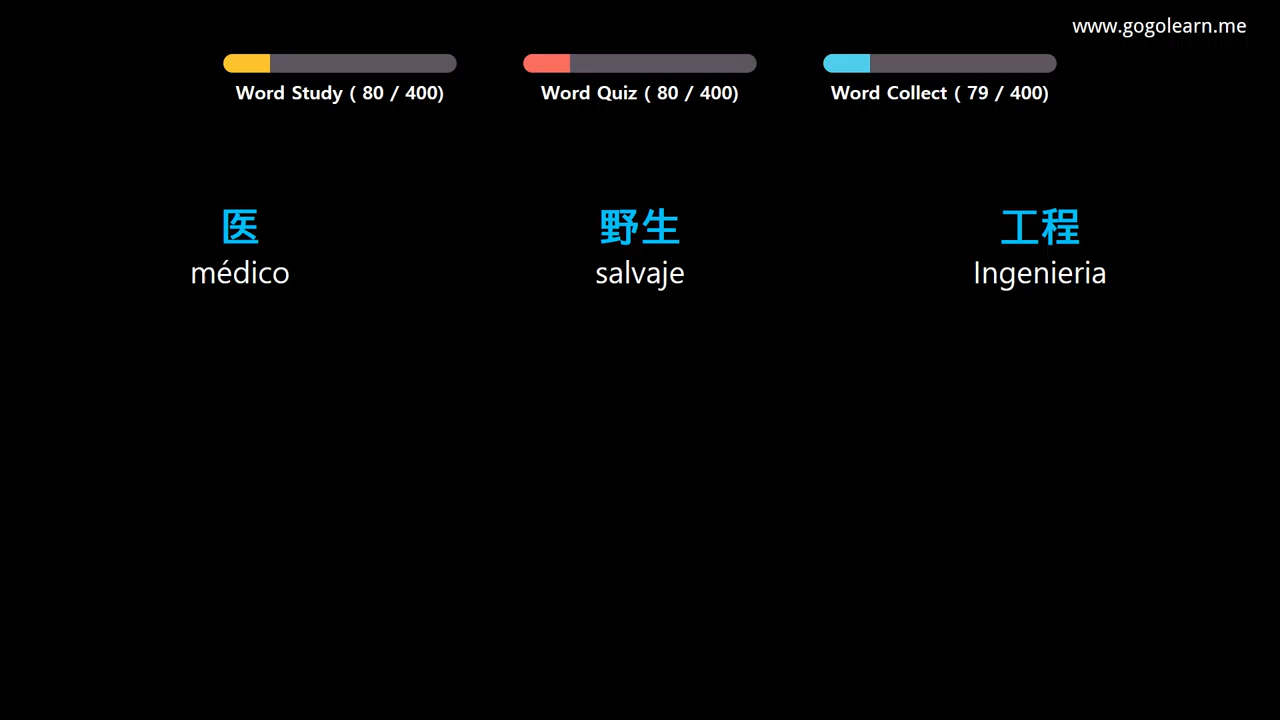 www.gogolearn.me
Word Study ( 80 / 400)
Word Quiz ( 80 / 400)
Word Collect ( 79 / 400)
医
médico
野生
salvaje
工程
Ingenieria